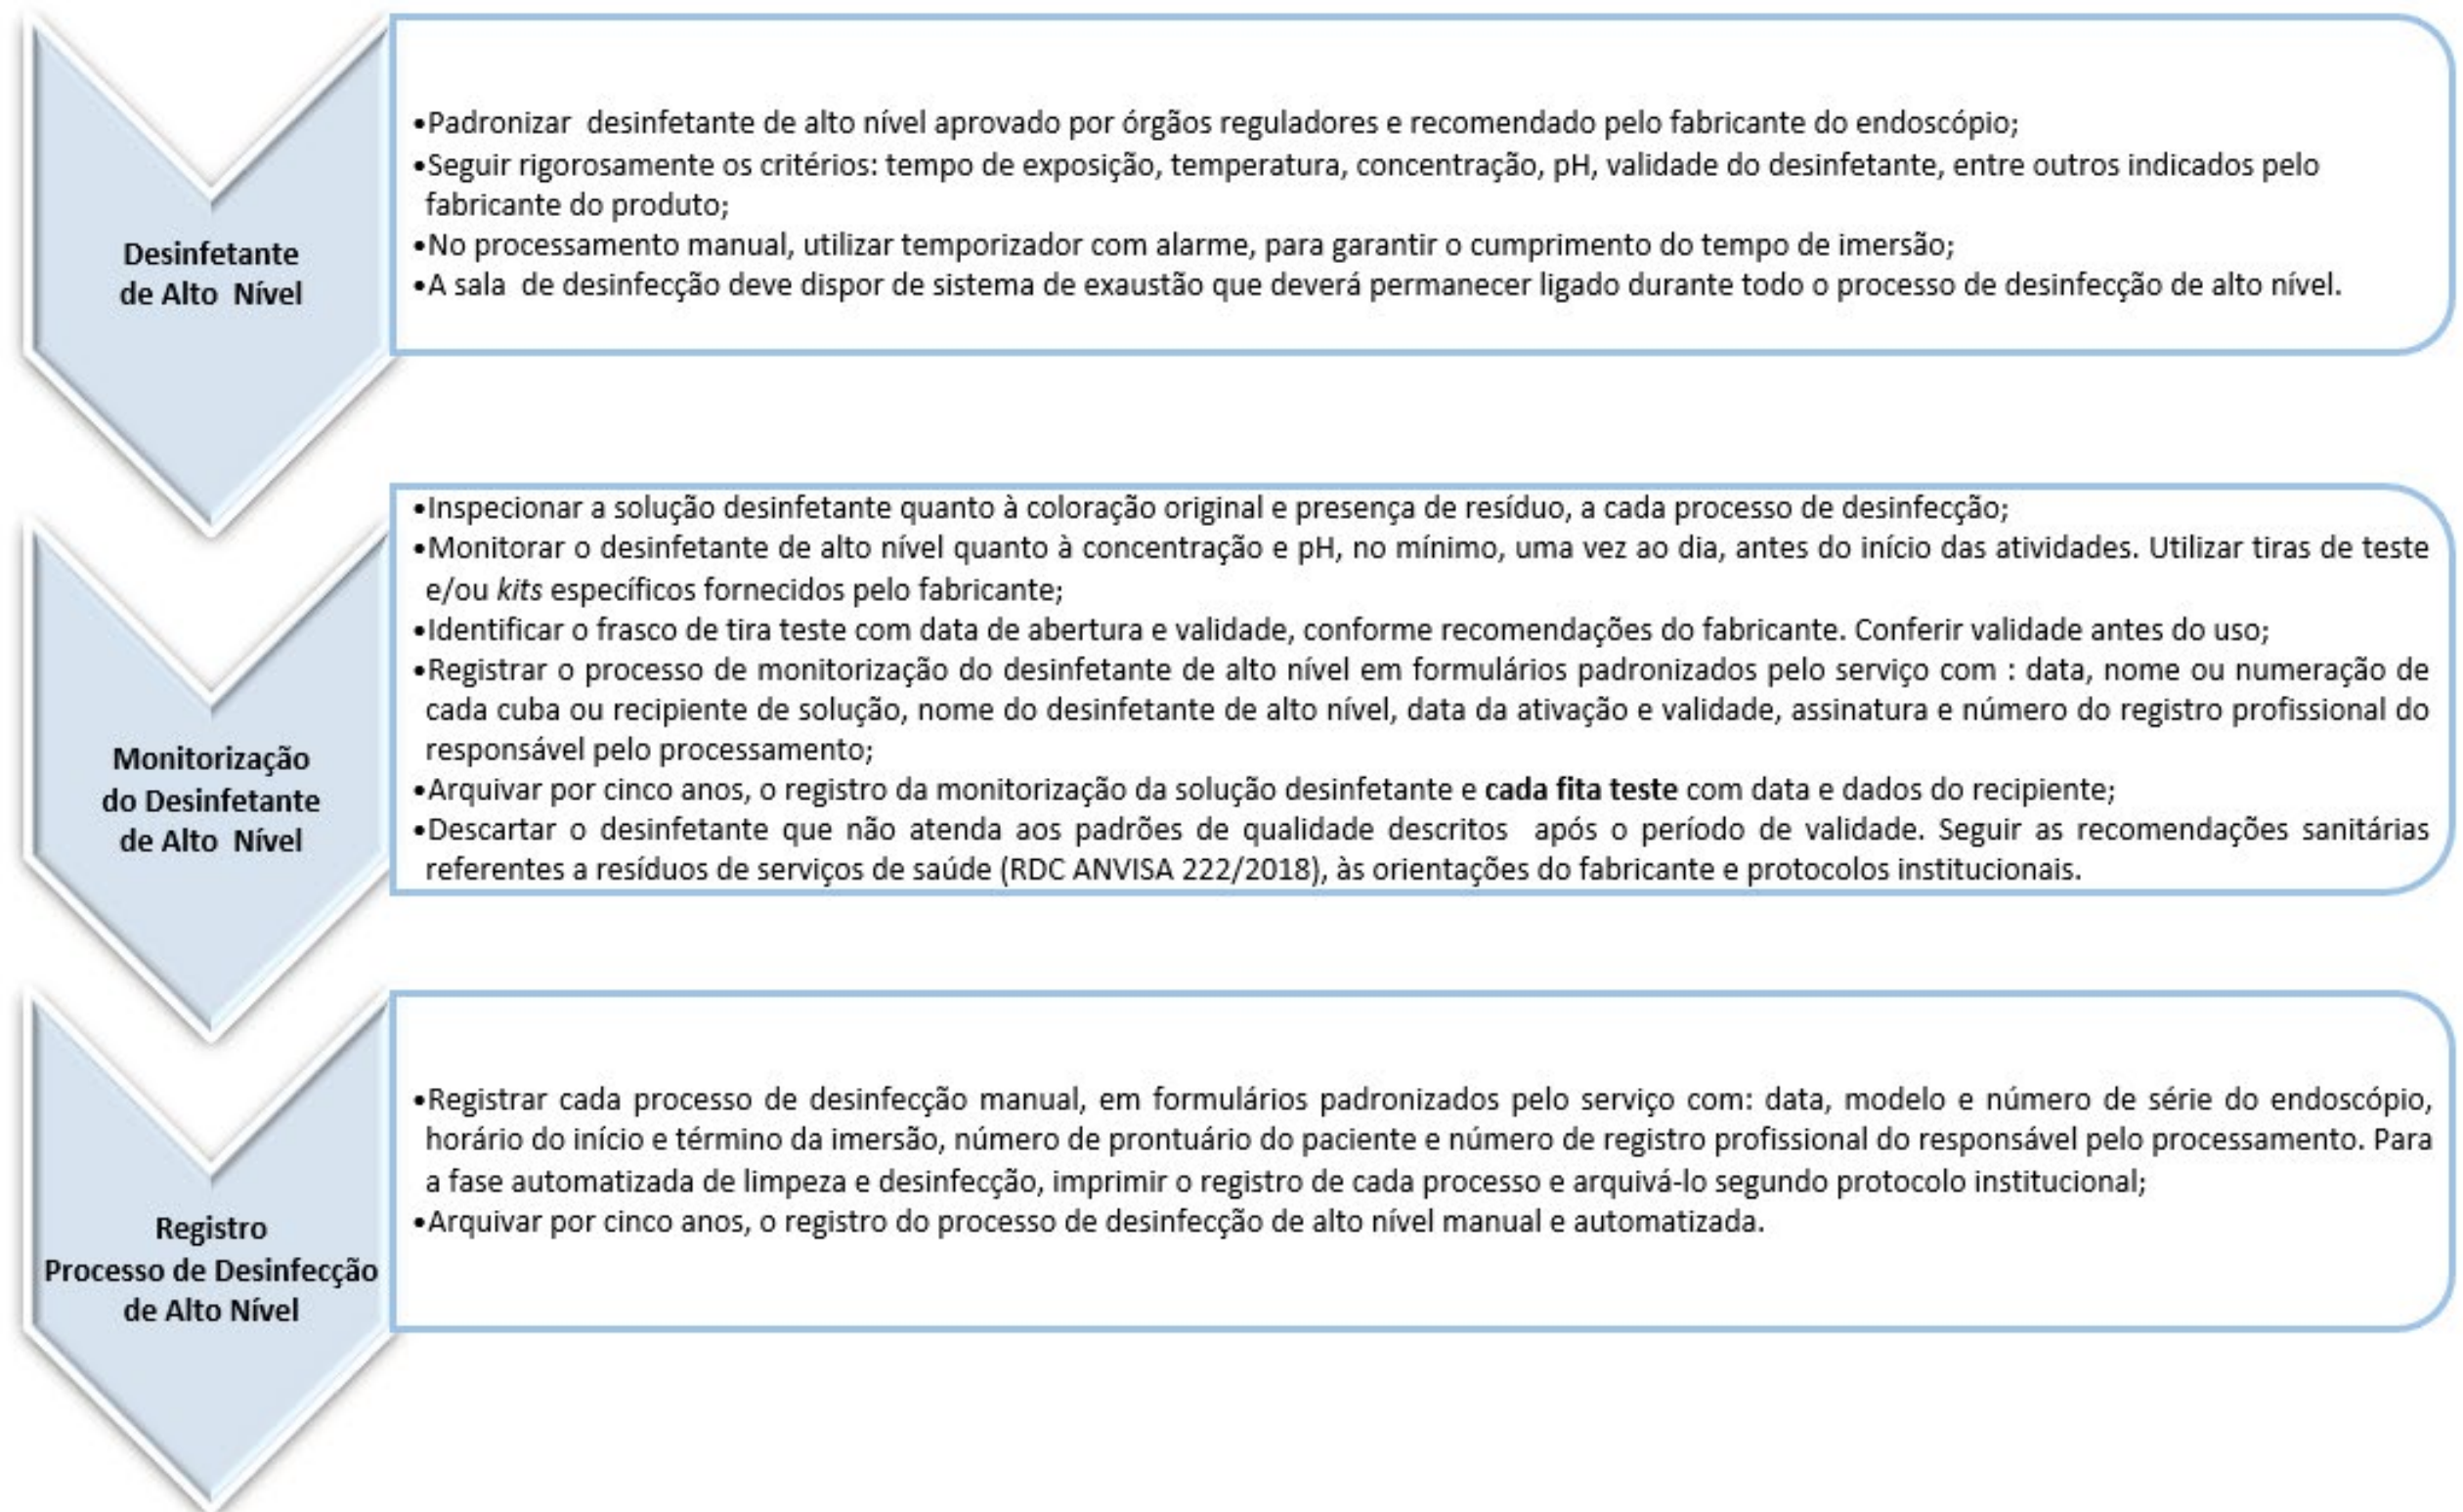 Desinfetante
de Alto Nível
•Padronizar desinfetante de alto nível aprovado por órgãos reguladores e recomendado pelo fabricante do endoscópio;
•Seguir rigorosamente os critérios: tempo de exposição, temperatura, concentração, pH, validade do desinfetante, entre outros indicados pelo
fabricante do produto;
•No processamento manual, utilizar temporizador com alarme, para garantir o cumprimento do tempo de imersão;
•A sala de desinfecção deve dispor de sistema de exaustão que deverá permanecer ligado durante todo o processo de desinfecção de alto nível.
Monitorização
do Desinfetante
de Alto Nível
•Inspecionar a solução desinfetante quanto à coloração original e presença de resíduo, a cada processo de desinfecção;
•Monitorar o desinfetante de alto nível quanto à concentração e pH, no mínimo, uma vez ao dia, antes do início das atividades. Utilizar tiras de teste
e/ou kits específicos fornecidos pelo fabricante;
•Identificar o frasco de tira teste com data de abertura e validade, conforme recomendações do fabricante. Conferir validade antes do uso;
•Registrar o processo de monitorização do desinfetante de alto nível em formulários padronizados pelo serviço com : data, nome ou numeração de
cada cuba ou recipiente de solução, nome do desinfetante de alto nível, data da ativação e validade, assinatura e número do registro profissional do
responsável pelo processamento;
•Arquivar por cinco anos, o registro da monitorização da solução desinfetante e cada fita teste com data e dados do recipiente;
•Descartar o desinfetante que não atenda aos padrões de qualidade descritos após o período de validade. Seguir as recomendações sanitárias
referentes a resíduos de serviços de saúde (RDC ANVISA 222/2018), às orientações do fabricante e protocolos institucionais.
Registro
Processo de Desinfecção
de Alto Nível
•Registrar cada processo de desinfecção manual, em formulários padronizados pelo serviço com: data, modelo e número de série do endoscópio,
horário do início e término da imersão, número de prontuário do paciente e número de registro profissional do responsável pelo processamento. Para
a fase automatizada de limpeza e desinfecção, imprimir o registro de cada processo e arquivá-lo segundo protocolo institucional;
•Arquivar por cinco anos, o registro do processo de desinfecção de alto nível manual e automatizada.